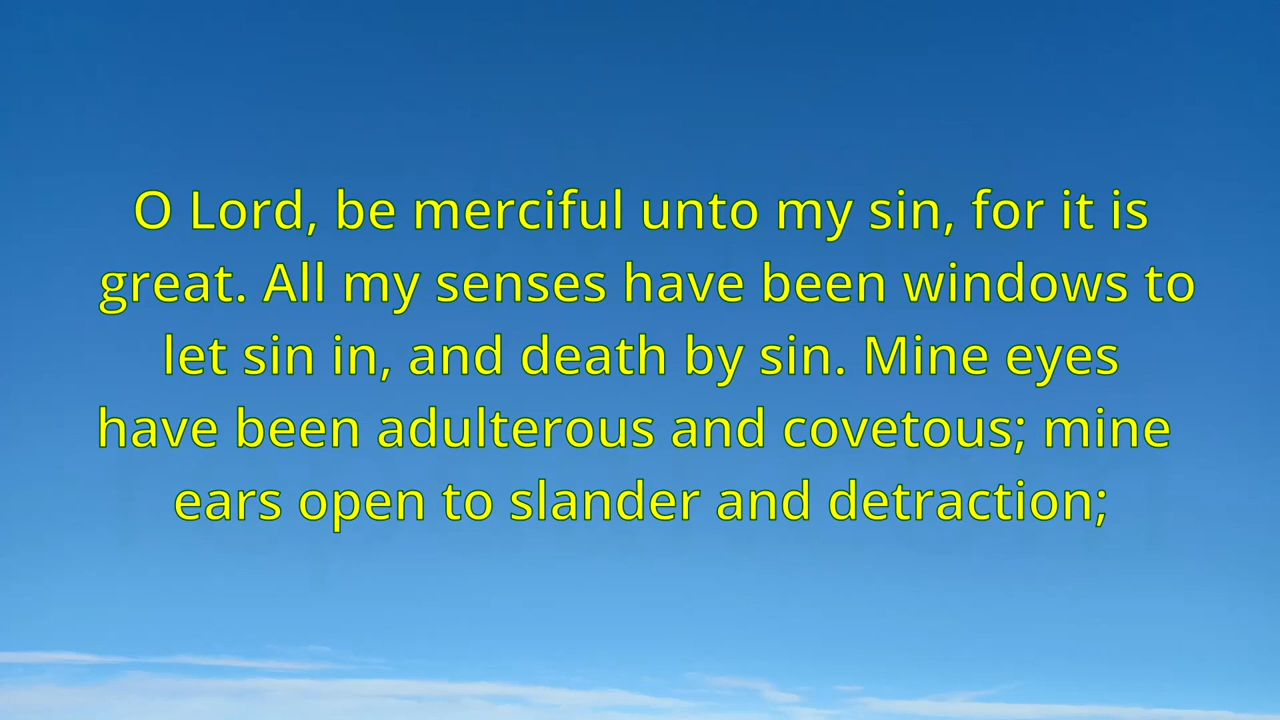 O Lord, be merciful unto my sin, for it is
great. All my senses have been windows to
let sin in, and death by sin. Mine eyes
have been adulterous and covetous; mine
ears open to slander and detraction;